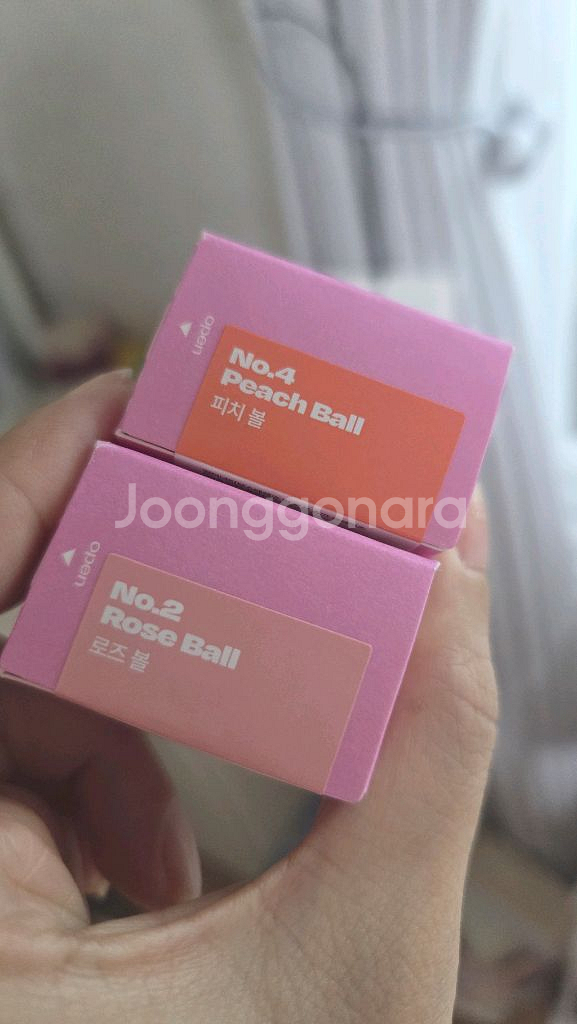 open
No.4
Peach Ball
피치 볼
Joonggonara
open
No.2
Rose Ball
로즈 볼